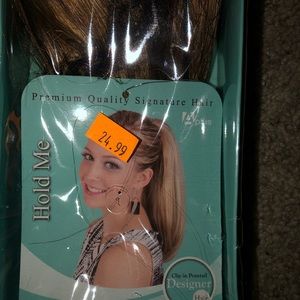 Premium Quality Signature Hair
24.99
Hold Me
Clip-in Ponytail
Designer